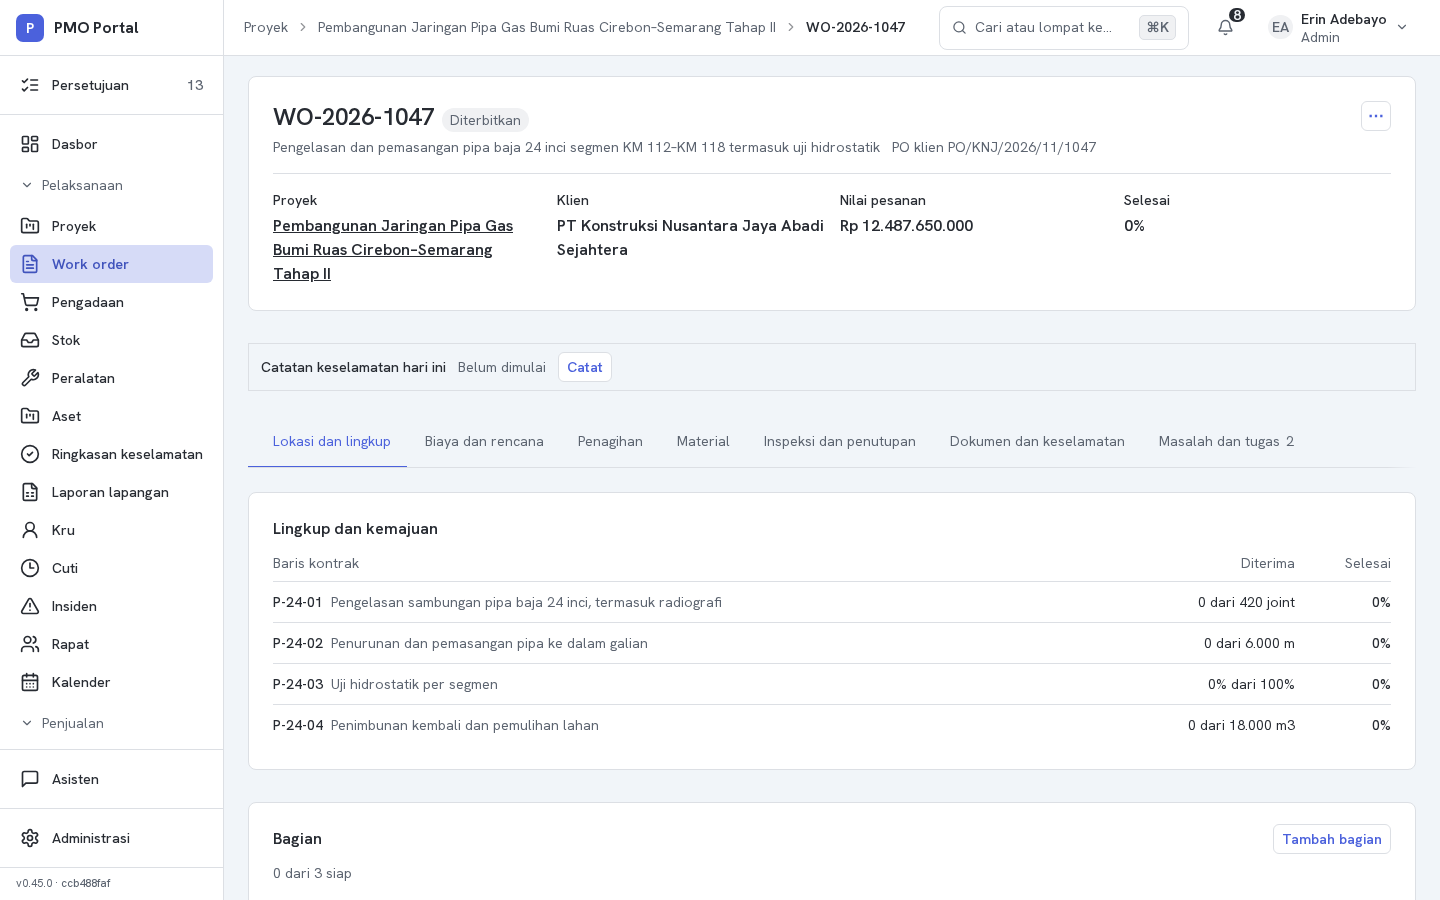 P PMO Portal
Proyek > Pembangunan Jaringan Pipa Gas Bumi Ruas Cirebon–Semarang Tahap II > WO-2026-1047
Cari atau lompat ke... ⌘K
8
EA Erin Adebayo
Admin
Persetujuan 13
Dasbor
Pelaksanaan
Proyek
Work order
Pengadaan
Stok
Peralatan
Aset
Ringkasan keselamatan
Laporan lapangan
Kru
Cuti
Insiden
Rapat
Kalender
Penjualan
Asisten
Administrasi
v0.45.0 · ccb488faf
WO-2026-1047 Diterbitkan
Pengelasan dan pemasangan pipa baja 24 inci segmen KM 112–KM 118 termasuk uji hidrostatik PO klien PO/KNJ/2026/11/1047
Proyek
Pembangunan Jaringan Pipa Gas
Bumi Ruas Cirebon–Semarang
Tahap II
Klien
PT Konstruksi Nusantara Jaya Abadi
Sejahtera
Nilai pesanan
Rp 12.487.650.000
Selesai
0%
Catatan keselamatan hari ini Belum dimulai Catat
Lokasi dan lingkup Biaya dan rencana Penagihan Material Inspeksi dan penutupan Dokumen dan keselamatan Masalah dan tugas 2
Lingkup dan kemajuan
Baris kontrak Diterima Selesai
P-24-01 Pengelasan sambungan pipa baja 24 inci, termasuk radiografi 0 dari 420 joint 0%
P-24-02 Penurunan dan pemasangan pipa ke dalam galian 0 dari 6.000 m 0%
P-24-03 Uji hidrostatik per segmen 0% dari 100% 0%
P-24-04 Penimbunan kembali dan pemulihan lahan 0 dari 18.000 m3 0%
Bagian Tambah bagian
0 dari 3 siap